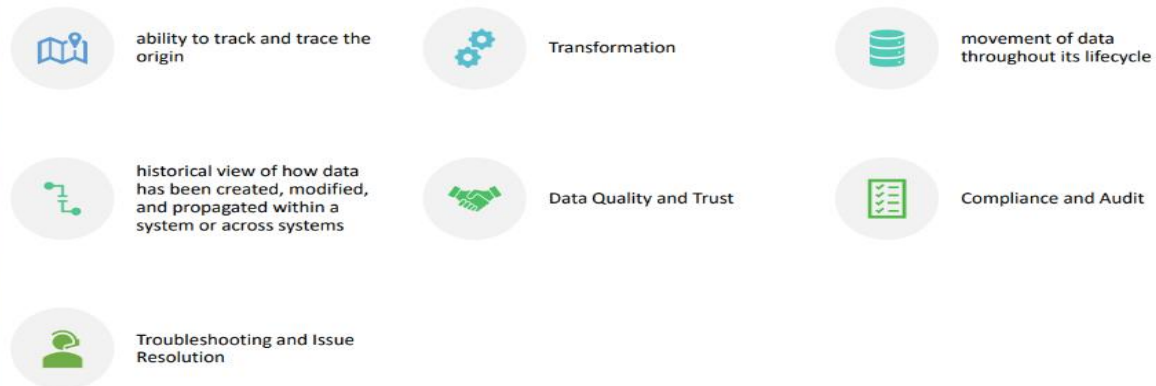 ability to track and trace the
origin
Transformation
movement of data
throughout its lifecycle
historical view of how data
has been created, modified,
and propagated within a
system or across systems
Data Quality and Trust
Compliance and Audit
Troubleshooting and Issue
Resolution